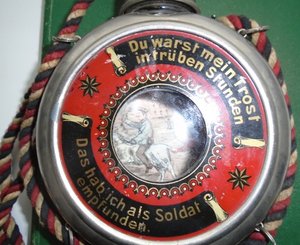 Du warst mein Trost
in trüben Stunden
Das hab ich als Soldat
empfunden.